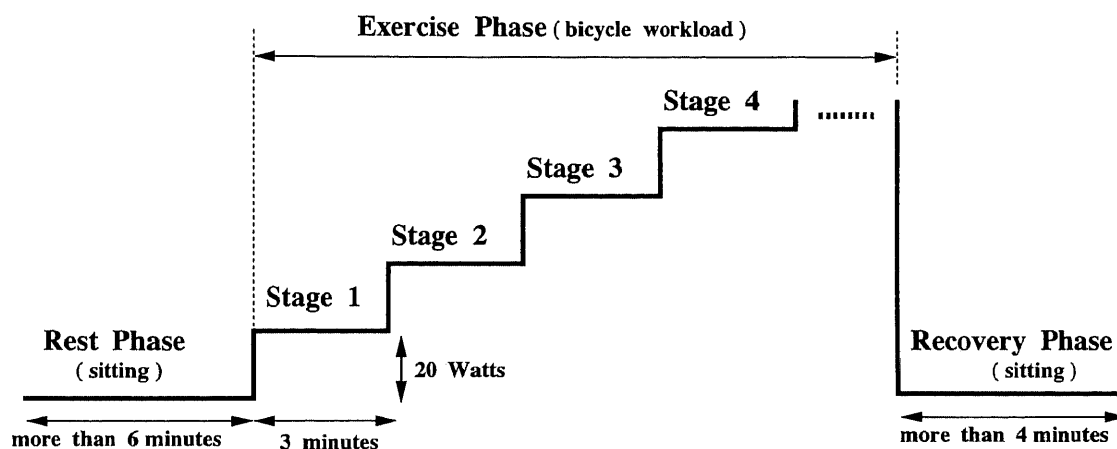 Exercise Phase ( bicycle workload )
Stage 4
Stage 3
Stage 2
Stage 1
Rest Phase
( sitting )
20 Watts
Recovery Phase
( sitting )
more than 6 minutes
3 minutes
more than 4 minutes